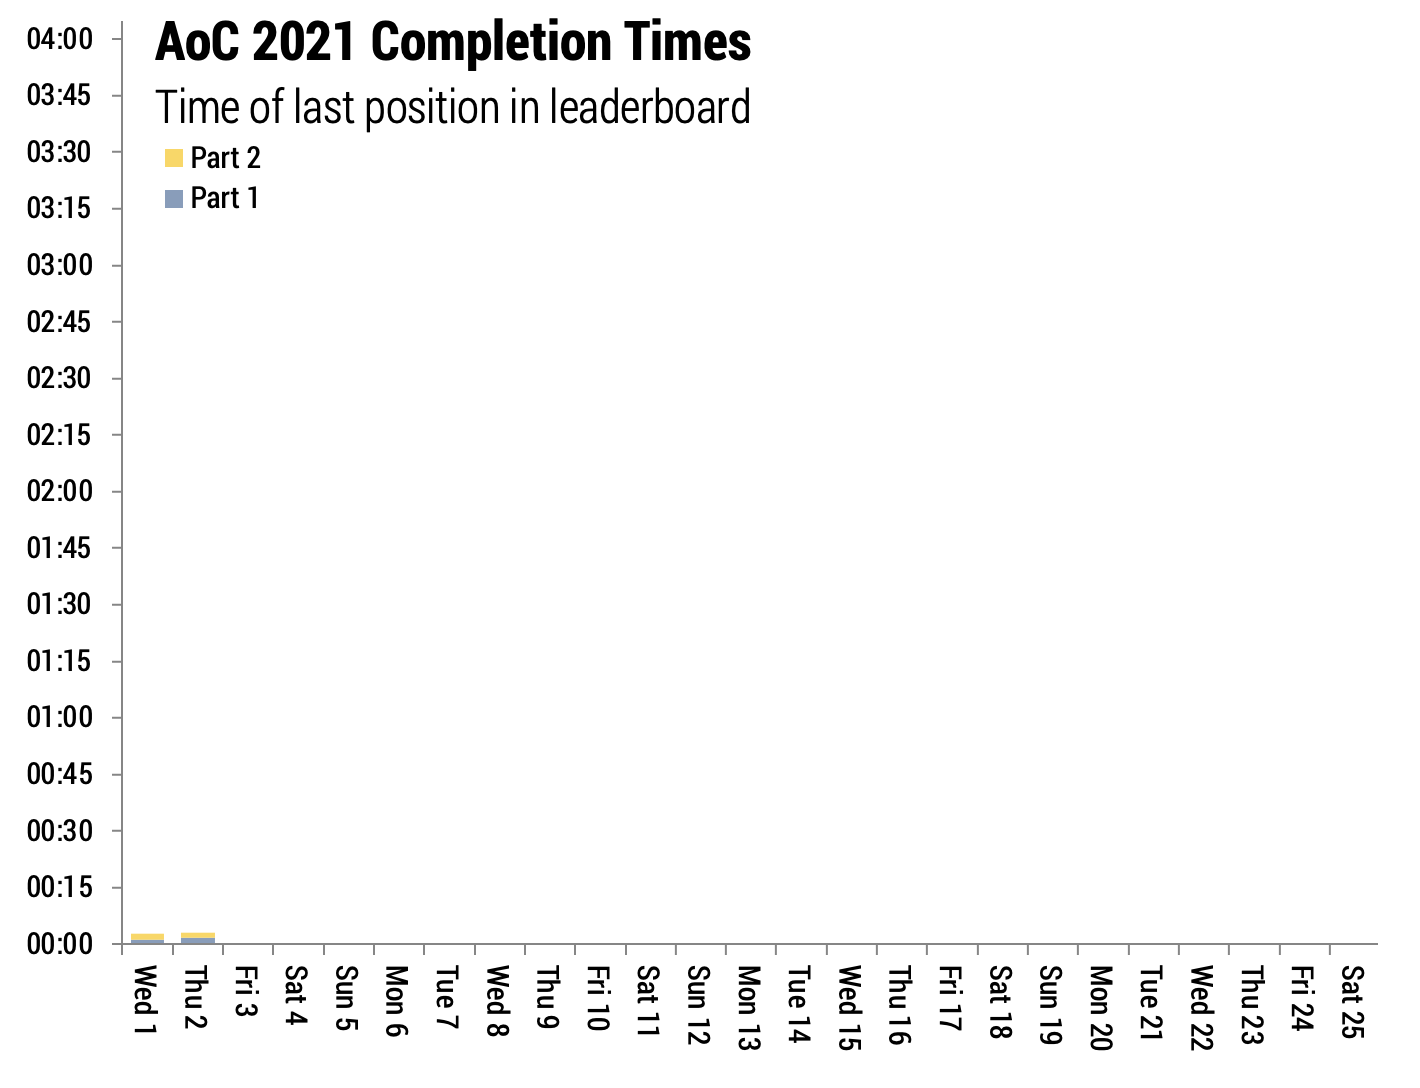 AoC 2021 Completion Times
Time of last position in leaderboard
Part 2
Part 1
04:00
03:45
03:30
03:15
03:00
02:45
02:30
02:15
02:00
01:45
01:30
01:15
01:00
00:45
00:30
00:15
00:00
Wed 1
Thu 2
Fri 3
Sat 4
Sun 5
Mon 6
Tue 7
Wed 8
Thu 9
Fri 10
Sat 11
Sun 12
Mon 13
Tue 14
Wed 15
Thu 16
Fri 17
Sat 18
Sun 19
Mon 20
Tue 21
Wed 22
Thu 23
Fri 24
Sat 25